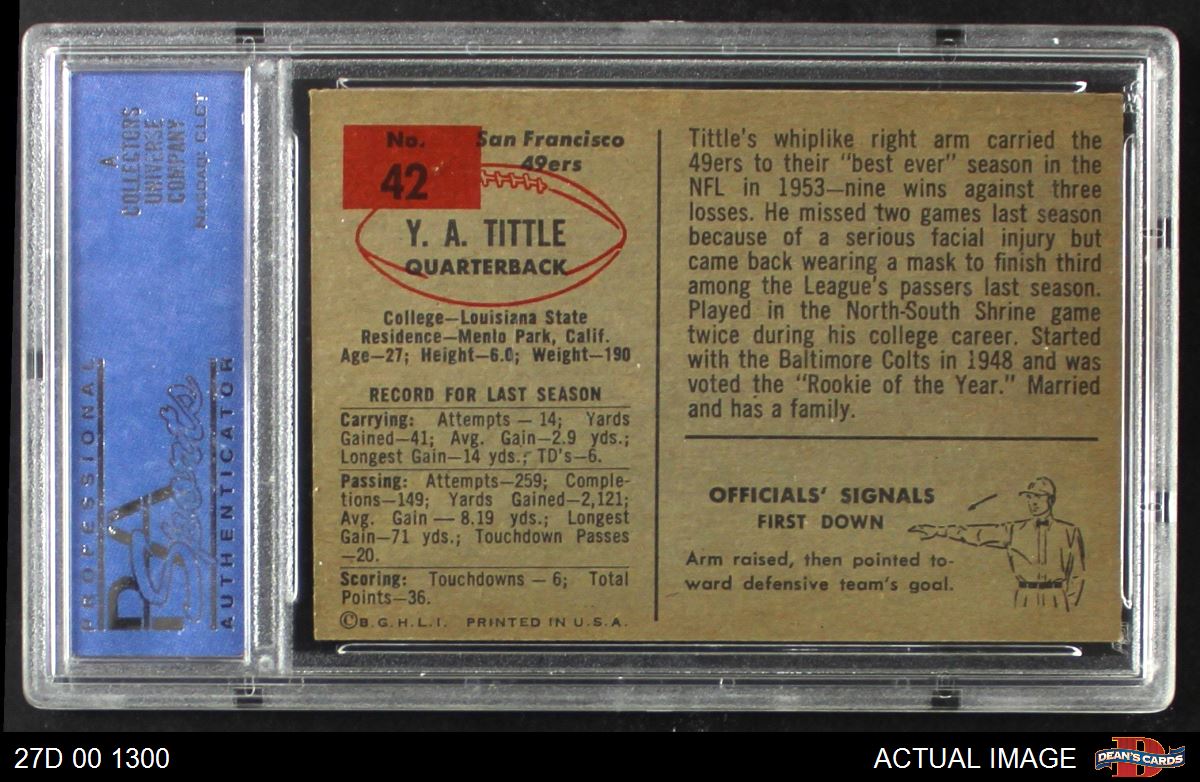 A
COLLECTORS
UNIVERSE
COMPANY
NASDAQ: CLCT
PROFESSIONAL
PSA
Sports
AUTHENTICATOR
No.
42
San Francisco
49ers
Y. A. TITTLE
QUARTERBACK
College—Louisiana State
Residence—Menlo Park, Calif.
Age—27; Height—6.0; Weight—190
RECORD FOR LAST SEASON
Carrying: Attempts — 14; Yards
Gained—41; Avg. Gain—2.9 yds.;
Longest Gain—14 yds.; TD's—6.
Passing: Attempts—259; Comple-
tions—149; Yards Gained—2,121;
Avg. Gain — 8.19 yds.; Longest
Gain—71 yds.; Touchdown Passes
—20.
Scoring: Touchdowns — 6; Total
Points—36.
©B.G.H.L.I. PRINTED IN U.S.A.
Tittle's whiplike right arm carried the
49ers to their "best ever" season in the
NFL in 1953—nine wins against three
losses. He missed two games last season
because of a serious facial injury but
came back wearing a mask to finish third
among the League's passers last season.
Played in the North-South Shrine game
twice during his college career. Started
with the Baltimore Colts in 1948 and was
voted the "Rookie of the Year." Married
and has a family.
OFFICIALS' SIGNALS
FIRST DOWN
Arm raised, then pointed to-
ward defensive team's goal.
27D 00 1300
ACTUAL IMAGE
D
DEAN'S CARDS